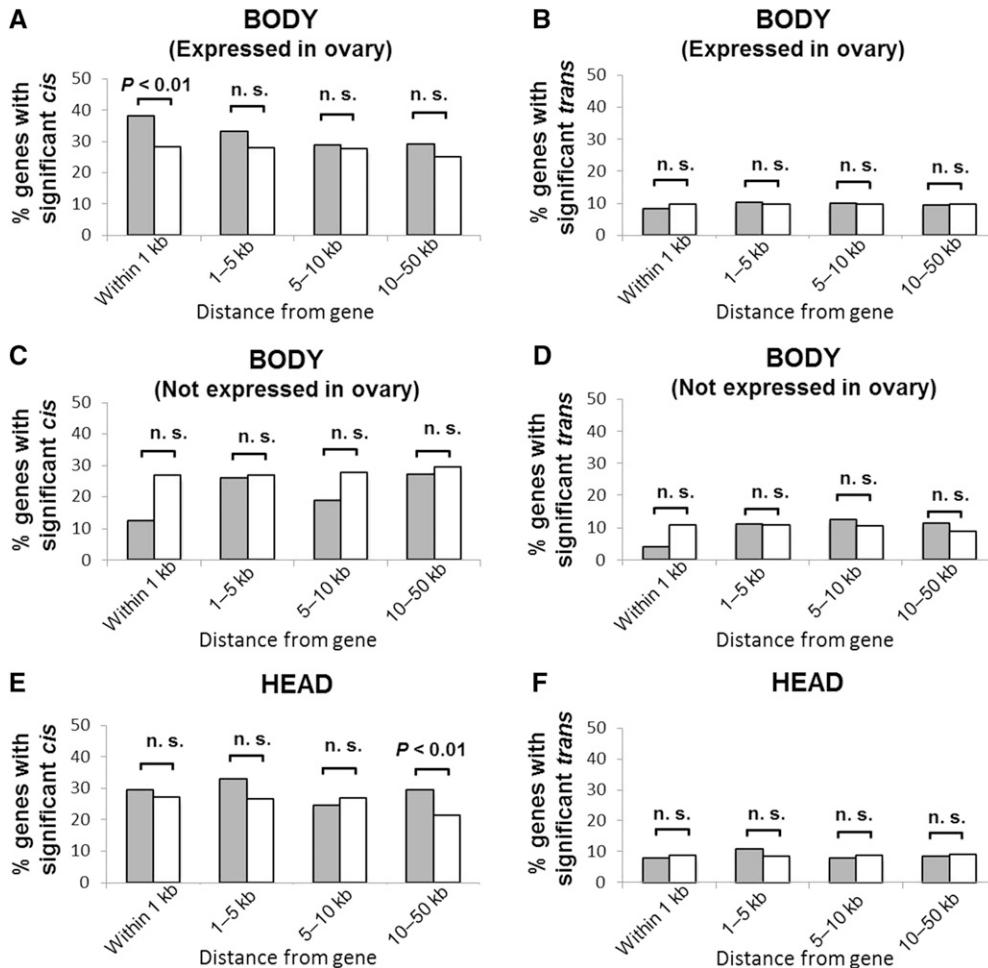 A
BODY
(Expressed in ovary)
% genes with
significant cis
50
40
30
20
10
0
P < 0.01
n. s.
n. s.
n. s.
Within 1 kb
1–5 kb
5–10 kb
10–50 kb
Distance from gene
B
BODY
(Expressed in ovary)
% genes with
significant trans
50
40
30
20
10
0
n. s.
n. s.
n. s.
n. s.
Within 1 kb
1–5 kb
5–10 kb
10–50 kb
Distance from gene
C
BODY
(Not expressed in ovary)
% genes with
significant cis
50
40
30
20
10
0
n. s.
n. s.
n. s.
n. s.
Within 1 kb
1–5 kb
5–10 kb
10–50 kb
Distance from gene
D
BODY
(Not expressed in ovary)
% genes with
significant trans
50
40
30
20
10
0
n. s.
n. s.
n. s.
n. s.
Within 1 kb
1–5 kb
5–10 kb
10–50 kb
Distance from gene
E
HEAD
% genes with
significant cis
50
40
30
20
10
0
n. s.
n. s.
n. s.
P < 0.01
Within 1 kb
1–5 kb
5–10 kb
10–50 kb
Distance from gene
F
HEAD
% genes with
significant trans
50
40
30
20
10
0
n. s.
n. s.
n. s.
n. s.
Within 1 kb
1–5 kb
5–10 kb
10–50 kb
Distance from gene